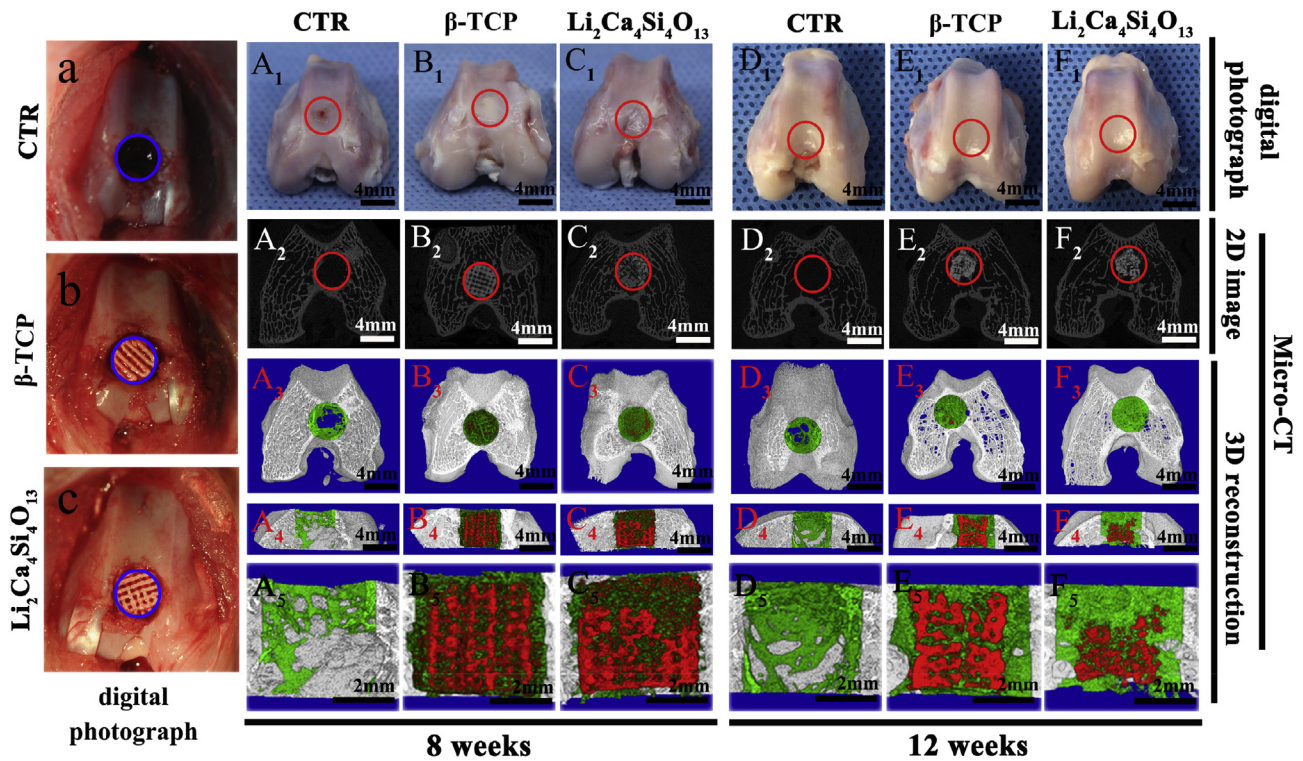 CTR β-TCP Li₂Ca₄Si₄O₁₃ CTR β-TCP Li₂Ca₄Si₄O₁₃
a
b
c
CTR
β-TCP
Li₂Ca₄Si₄O₁₃
digital
photograph
A₁ B₁ C₁ D₁ E₁ F₁
4mm 4mm 4mm 4mm 4mm 4mm
A₂ B₂ C₂ D₂ E₂ F₂
4mm 4mm 4mm 4mm 4mm 4mm
A₃ B₃ C₃ D₃ E₃ F₃
4mm 4mm 4mm 4mm 4mm 4mm
A₄ B₄ C₄ D₄ E₄ F₄
4mm 4mm 4mm 4mm 4mm 4mm
A₅ B₅ C₅ D₅ E₅ F₅
2mm 2mm 2mm 2mm 2mm 2mm
8 weeks 12 weeks
digital
photograph
2D image
3D reconstruction
Micro-CT